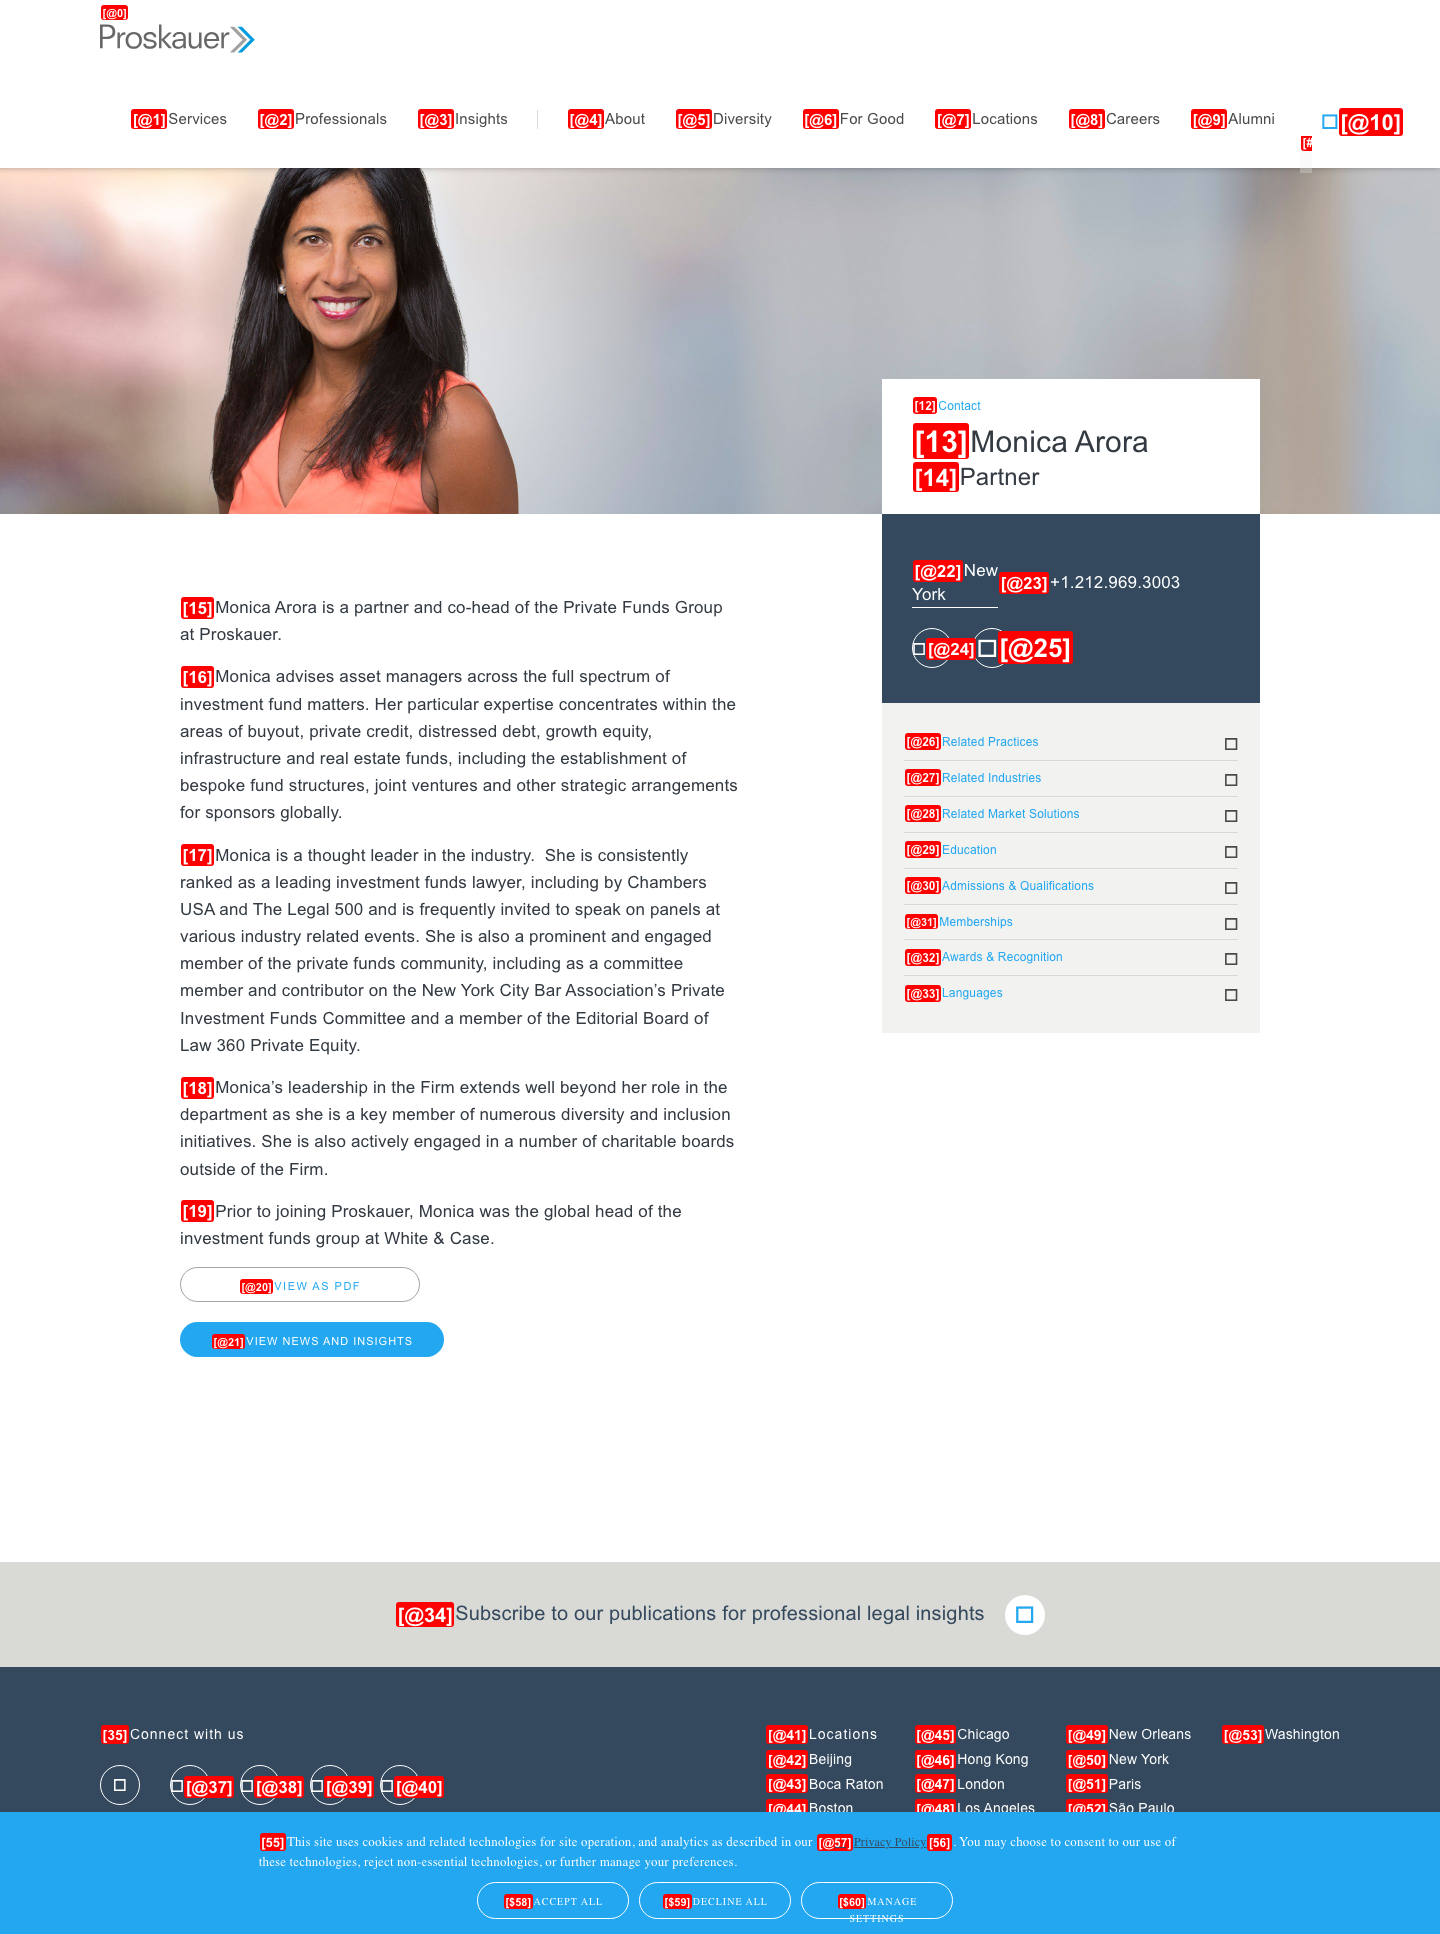 [@0]
Proskauer
[@1]Services [@2]Professionals [@3]Insights [@4]About [@5]Diversity [@6]For Good [@7]Locations [@8]Careers [@9]Alumni [@10]
[#
[12]Contact
[13]Monica Arora
[14]Partner
[@22]New York
[@23]+1.212.969.3003
[@24] [@25]
[15]Monica Arora is a partner and co-head of the Private Funds Group
at Proskauer.
[16]Monica advises asset managers across the full spectrum of
investment fund matters. Her particular expertise concentrates within the
areas of buyout, private credit, distressed debt, growth equity,
infrastructure and real estate funds, including the establishment of
bespoke fund structures, joint ventures and other strategic arrangements
for sponsors globally.
[17]Monica is a thought leader in the industry.  She is consistently
ranked as a leading investment funds lawyer, including by Chambers
USA and The Legal 500 and is frequently invited to speak on panels at
various industry related events. She is also a prominent and engaged
member of the private funds community, including as a committee
member and contributor on the New York City Bar Association’s Private
Investment Funds Committee and a member of the Editorial Board of
Law 360 Private Equity.
[18]Monica’s leadership in the Firm extends well beyond her role in the
department as she is a key member of numerous diversity and inclusion
initiatives. She is also actively engaged in a number of charitable boards
outside of the Firm.
[19]Prior to joining Proskauer, Monica was the global head of the
investment funds group at White & Case.
[@20]VIEW AS PDF
[@21]VIEW NEWS AND INSIGHTS
[@26]Related Practices
[@27]Related Industries
[@28]Related Market Solutions
[@29]Education
[@30]Admissions & Qualifications
[@31]Memberships
[@32]Awards & Recognition
[@33]Languages
[@34]Subscribe to our publications for professional legal insights
[35]Connect with us
[@37] [@38] [@39] [@40]
[@41]Locations
[@42]Beijing
[@43]Boca Raton
[@44]Boston
[@45]Chicago
[@46]Hong Kong
[@47]London
[@48]Los Angeles
[@49]New Orleans
[@50]New York
[@51]Paris
[@52]São Paulo
[@53]Washington
[55]This site uses cookies and related technologies for site operation, and analytics as described in our [@57]Privacy Policy[56]. You may choose to consent to our use of
these technologies, reject non-essential technologies, or further manage your preferences.
[$58]ACCEPT ALL [$59]DECLINE ALL [$60]MANAGE
SETTINGS